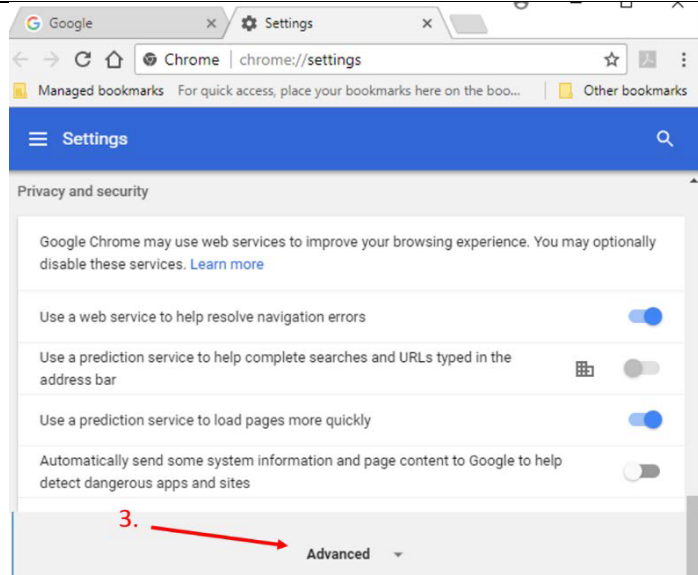 Google
Settings
Chrome | chrome://settings
Managed bookmarks For quick access, place your bookmarks here on the boo... Other bookmarks
Settings
Privacy and security
Google Chrome may use web services to improve your browsing experience. You may optionally
disable these services. Learn more
Use a web service to help resolve navigation errors
Use a prediction service to help complete searches and URLs typed in the
address bar
Use a prediction service to load pages more quickly
Automatically send some system information and page content to Google to help
detect dangerous apps and sites
3.
Advanced